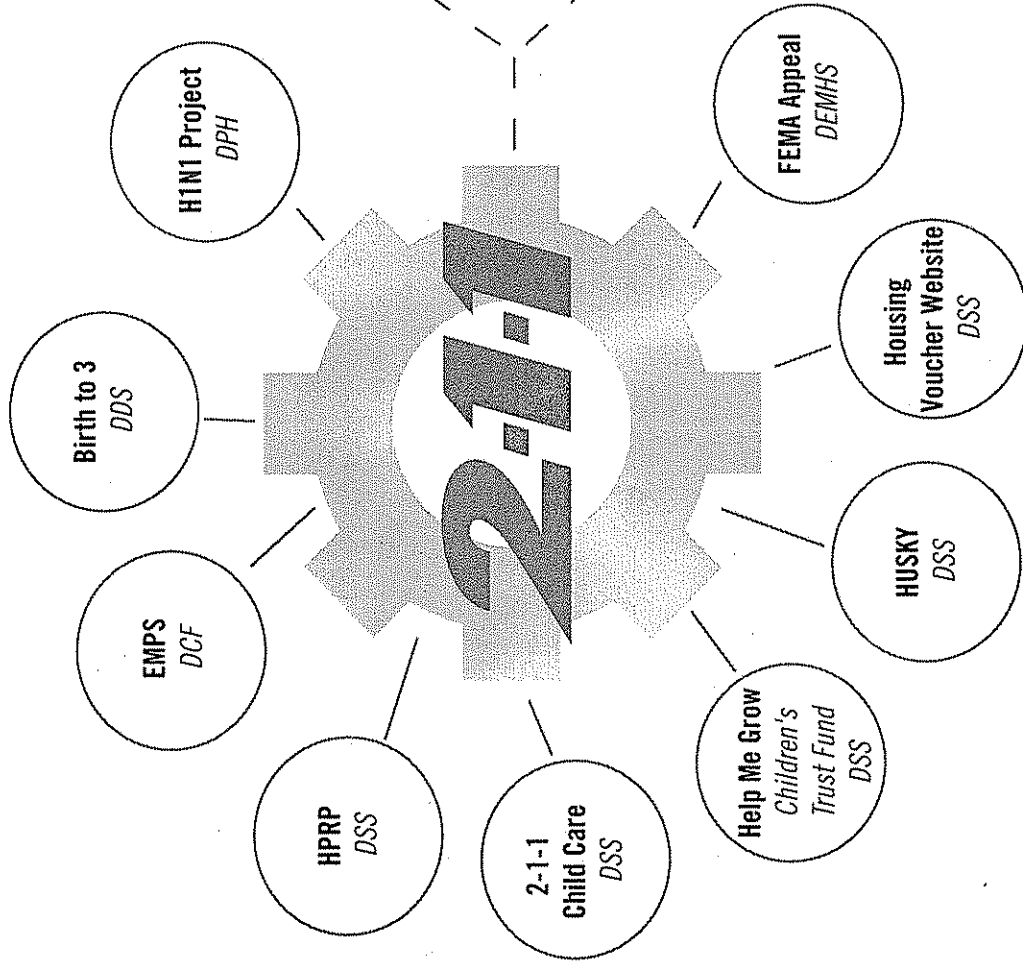 2-1-1
H1N1 Project
DPH
Birth to 3
DDS
EMPS
DCF
HPRP
DSS
2-1-1
Child Care
DSS
Help Me Grow
Children's
Trust Fund
DSS
HUSKY
DSS
Housing
Voucher Website
DSS
FEMA Appeal
DEMHS